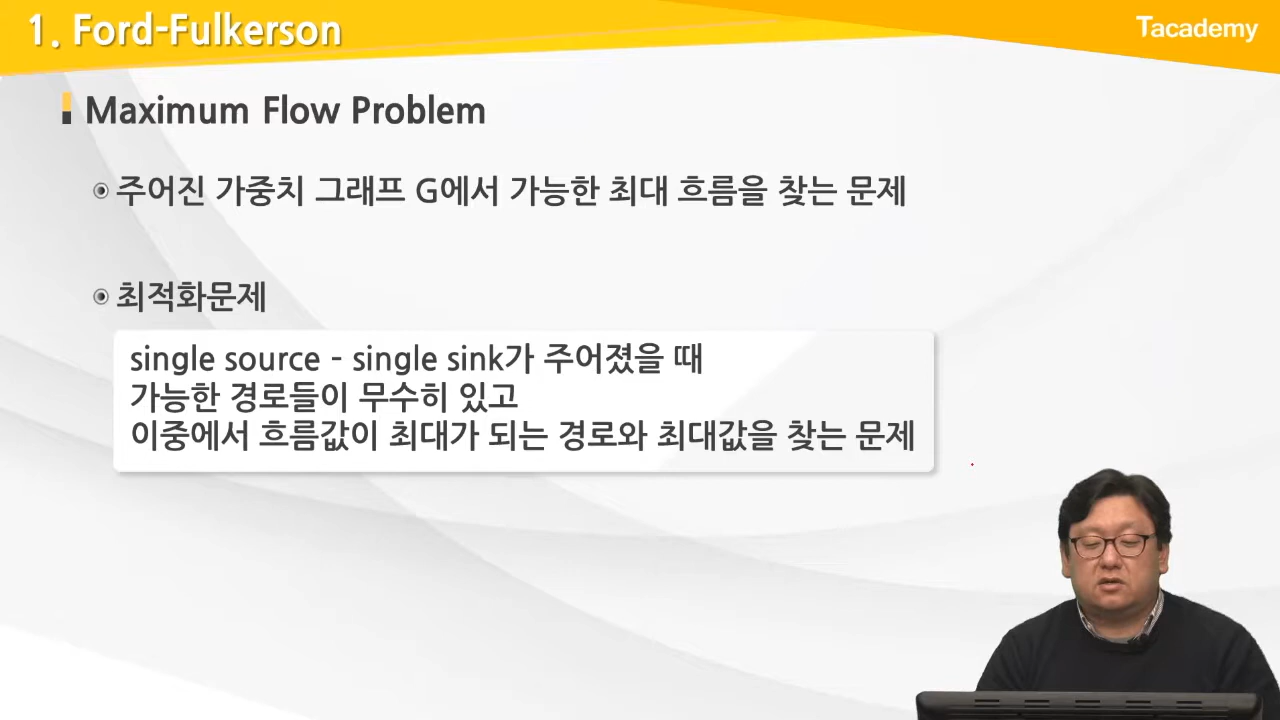 1. Ford-Fulkerson
Tacademy
Maximum Flow Problem
주어진 가중치 그래프 G에서 가능한 최대 흐름을 찾는 문제
최적화문제
single source - single sink가 주어졌을 때
가능한 경로들이 무수히 있고
이중에서 흐름값이 최대가 되는 경로와 최대값을 찾는 문제